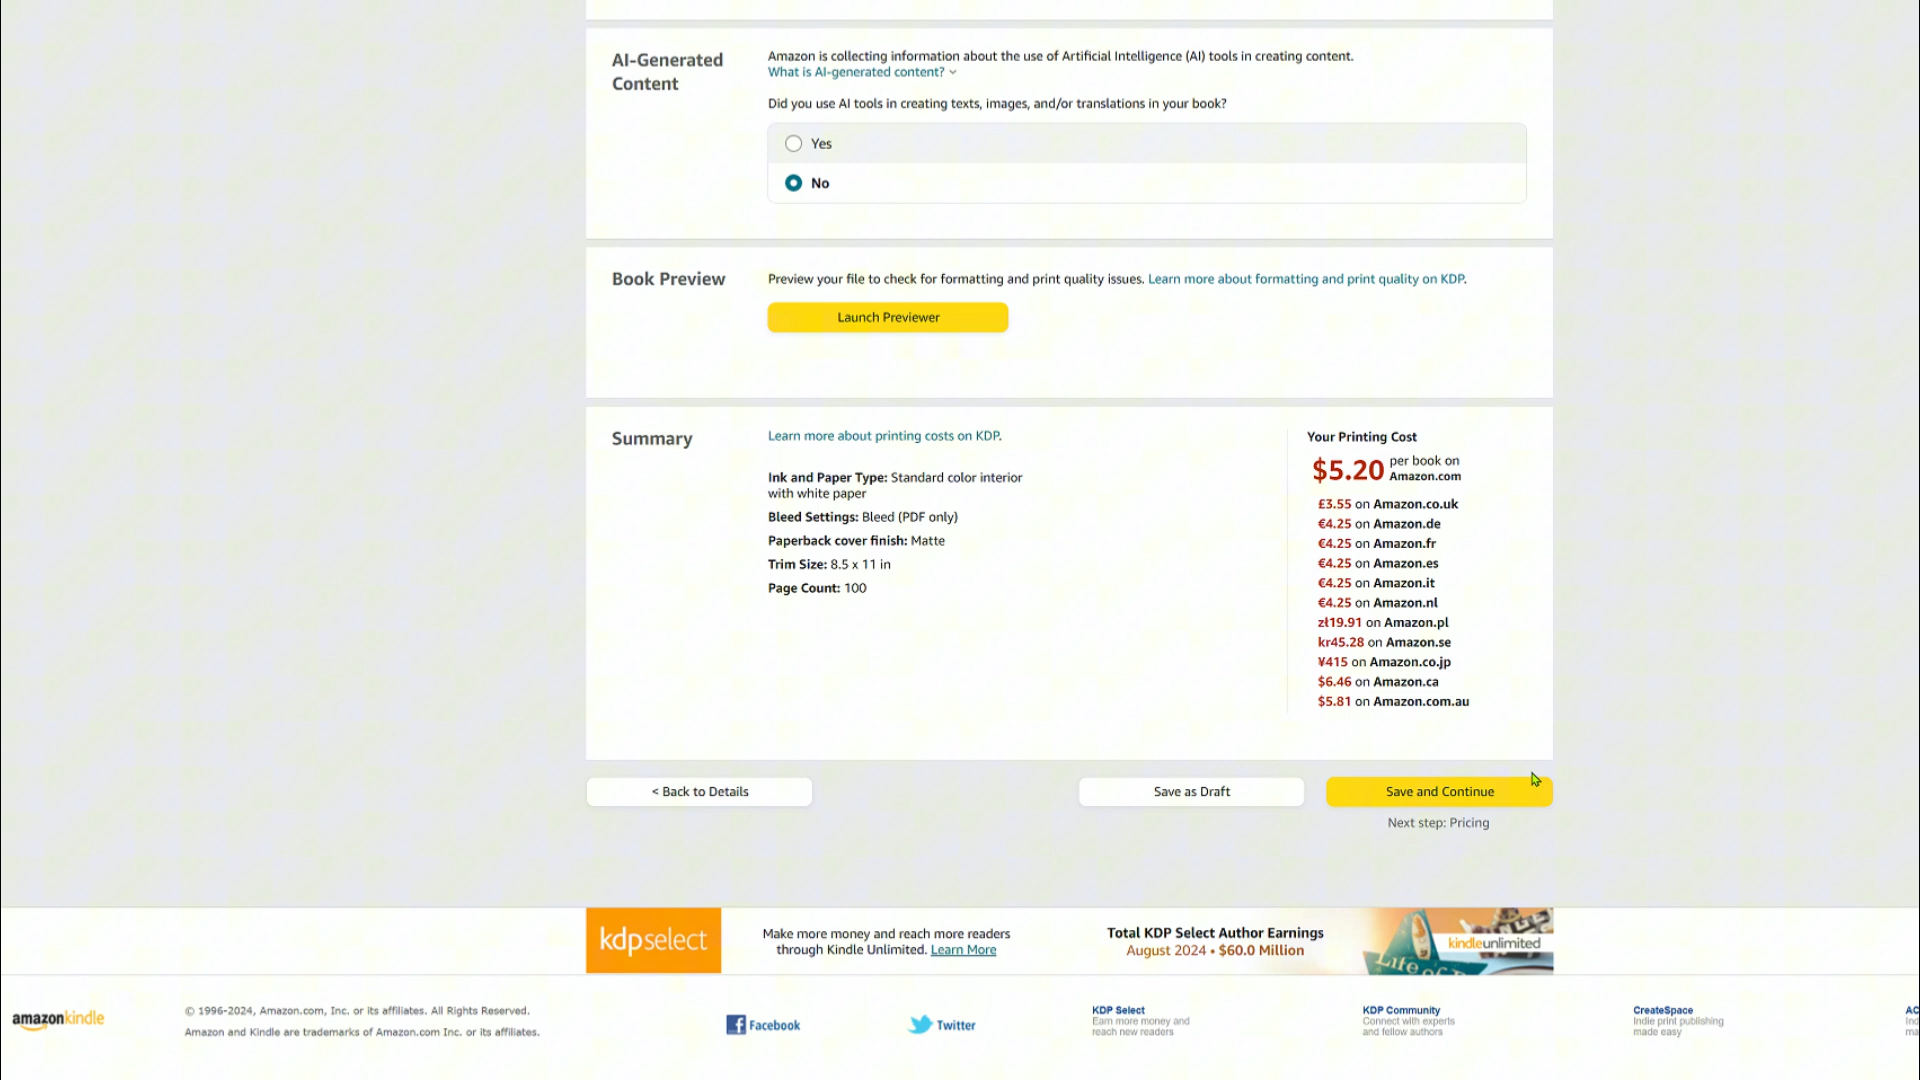 AI-Generated
Content
Amazon is collecting information about the use of Artificial Intelligence (AI) tools in creating content.
What is AI-generated content?
Did you use AI tools in creating texts, images, and/or translations in your book?
Yes
No
Book Preview
Preview your file to check for formatting and print quality issues. Learn more about formatting and print quality on KDP.
Launch Previewer
Summary
Learn more about printing costs on KDP.
Ink and Paper Type: Standard color interior
with white paper
Bleed Settings: Bleed (PDF only)
Paperback cover finish: Matte
Trim Size: 8.5 x 11 in
Page Count: 100
Your Printing Cost
$5.20 per book on
Amazon.com
£3.55 on Amazon.co.uk
€4.25 on Amazon.de
€4.25 on Amazon.fr
€4.25 on Amazon.es
€4.25 on Amazon.it
€4.25 on Amazon.nl
zł19.91 on Amazon.pl
kr45.28 on Amazon.se
¥415 on Amazon.co.jp
$6.46 on Amazon.ca
$5.81 on Amazon.com.au
< Back to Details
Save as Draft
Save and Continue
Next step: Pricing
kdpselect
Make more money and reach more readers
through Kindle Unlimited. Learn More
Total KDP Select Author Earnings
August 2024 • $60.0 Million
kindleunlimited
Life of
amazonkindle
© 1996-2024, Amazon.com, Inc. or its affiliates. All Rights Reserved.
Amazon and Kindle are trademarks of Amazon.com Inc. or its affiliates.
Facebook
Twitter
KDP Select
Earn more money and
reach new readers
KDP Community
Connect with experts
and fellow authors
CreateSpace
Indie print publishing
made easy